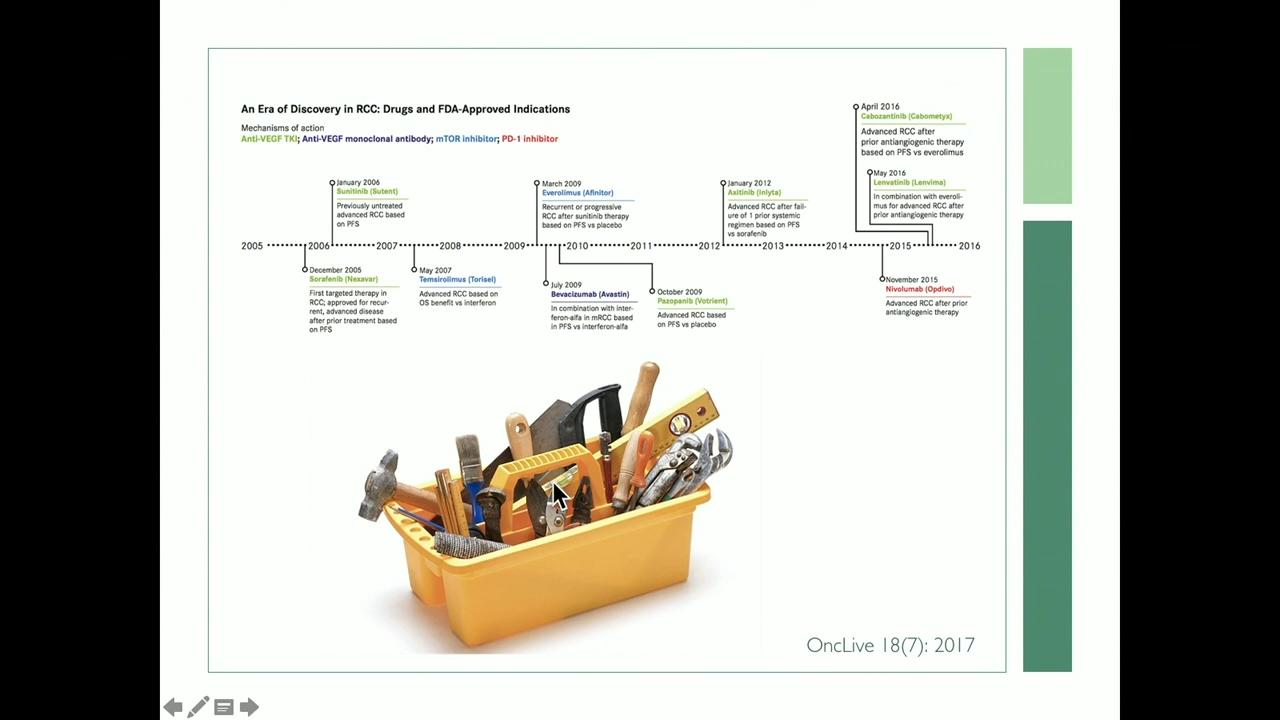 An Era of Discovery in RCC: Drugs and FDA-Approved Indications
Mechanisms of action
Anti-VEGF TKI; Anti-VEGF monoclonal antibody; mTOR inhibitor; PD-1 inhibitor
April 2016
Cabozantinib (Cabometyx)
Advanced RCC after
prior antiangiogenic therapy
based on PFS vs everolimus
May 2016
Lenvatinib (Lenvima)
In combination with everoli-
mus for advanced RCC after
prior antiangiogenic therapy
January 2006
Sunitinib (Sutent)
Previously untreated
advanced RCC based
on PFS
March 2009
Everolimus (Afinitor)
Recurrent or progressive
RCC after sunitinib therapy
based on PFS vs placebo
January 2012
Axitinib (Inlyta)
Advanced RCC after fail-
ure of 1 prior systemic
regimen based on PFS
vs sorafenib
2005 2006 2007 2008 2009 2010 2011 2012 2013 2014 2015 2016
December 2005
Sorafenib (Nexavar)
First targeted therapy in
RCC; approved for recur-
rent, advanced disease
after prior treatment based
on PFS
May 2007
Temsirolimus (Torisel)
Advanced RCC based on
OS benefit vs interferon
July 2009
Bevacizumab (Avastin)
In combination with inter-
feron-alfa in mRCC based
in PFS vs interferon-alfa
October 2009
Pazopanib (Votrient)
Advanced RCC based
on PFS vs placebo
November 2015
Nivolumab (Opdivo)
Advanced RCC after prior
antiangiogenic therapy
OncLive 18(7): 2017